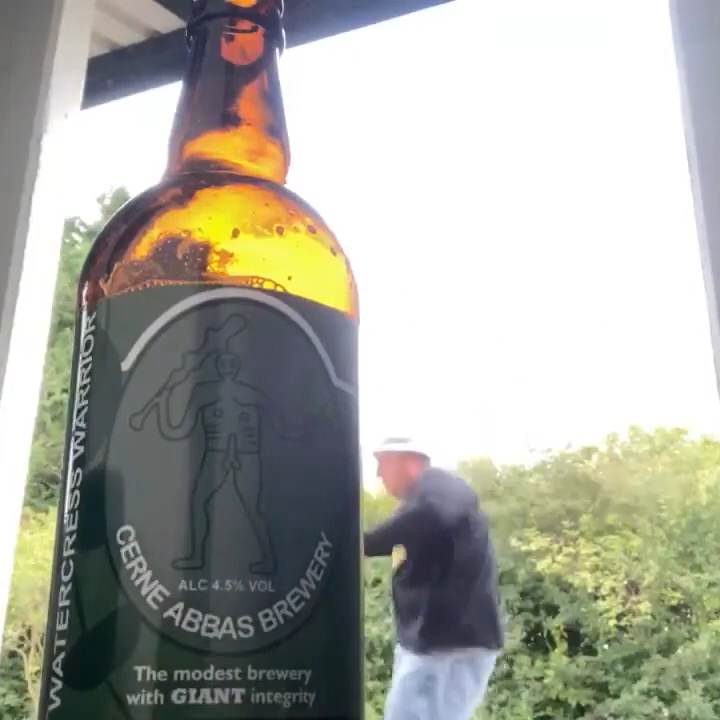 WATERCRESS WARRIOR
ALC 4.5% VOL
CERNE ABBAS BREWERY
The modest brewery
with GIANT integrity